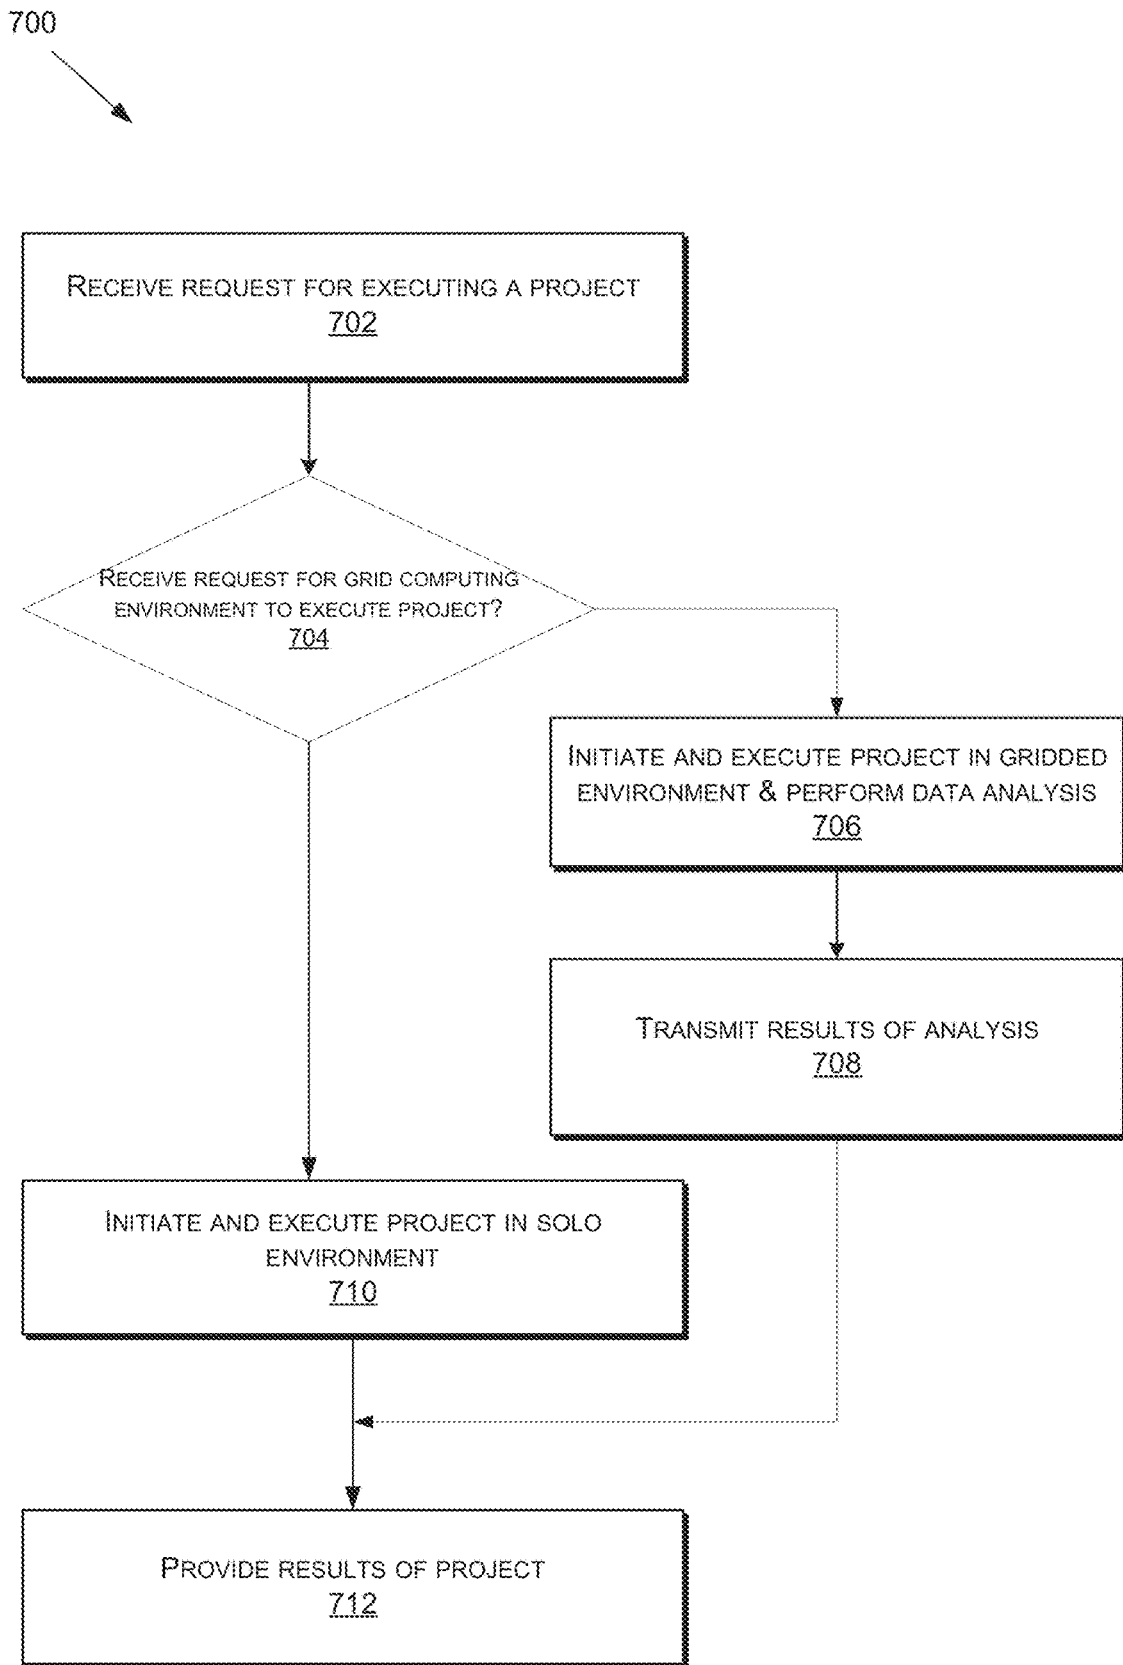 700
RECEIVE REQUEST FOR EXECUTING A PROJECT
702
RECEIVE REQUEST FOR GRID COMPUTING
ENVIRONMENT TO EXECUTE PROJECT?
704
INITIATE AND EXECUTE PROJECT IN GRIDDED
ENVIRONMENT & PERFORM DATA ANALYSIS
706
TRANSMIT RESULTS OF ANALYSIS
708
INITIATE AND EXECUTE PROJECT IN SOLO
ENVIRONMENT
710
PROVIDE RESULTS OF PROJECT
712